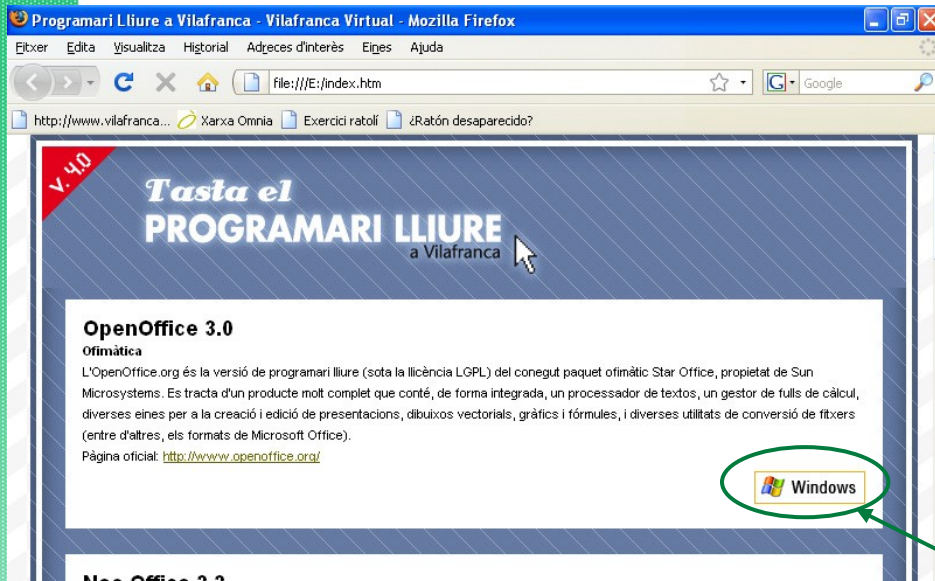 Programari Lliure a Vilafranca - Vilafranca Virtual - Mozilla Firefox
Fitxer Edita Visualitza Historial Adreces d'interès Eines Ajuda
file:///E:/index.htm
G Google
http://www.vilafranca... Xarxa Omnia Exercici ratolí ¿Ratón desaparecido?
V. 4.0
Tasta el
PROGRAMARI LLIURE
a Vilafranca
OpenOffice 3.0
Ofimàtica
L'OpenOffice.org és la versió de programari lliure (sota la llicència LGPL) del conegut paquet ofimàtic Star Office, propietat de Sun
Microsystems. Es tracta d'un producte molt complet que conté, de forma integrada, un processador de textos, un gestor de fulls de càlcul,
diverses eines per a la creació i edició de presentacions, dibuixos vectorials, gràfics i fórmules, i diverses utilitats de conversió de fitxers
(entre d'altres, els formats de Microsoft Office).
Pàgina oficial: http://www.openoffice.org/
Windows